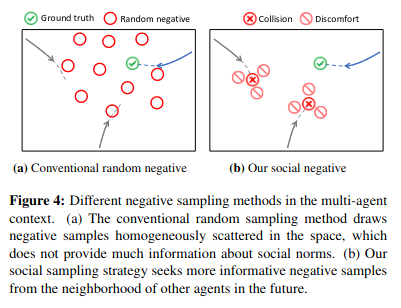 Ground truth Random negative Collision Discomfort
(a) Conventional random negative (b) Our social negative
Figure 4: Different negative sampling methods in the multi-agent
context. (a) The conventional random sampling method draws
negative samples homogeneously scattered in the space, which
does not provide much information about social norms. (b) Our
social sampling strategy seeks more informative negative samples
from the neighborhood of other agents in the future.